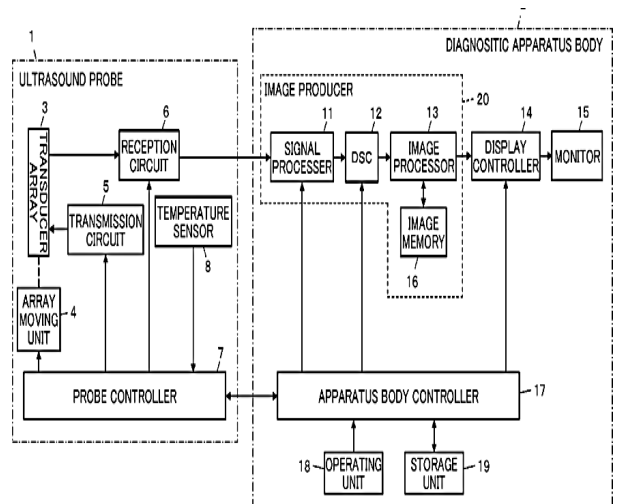 1
DIAGNOSITIC APPARATUS BODY
ULTRASOUND PROBE
IMAGE PRODUCER
20
3
6
11
12
13
14
15
TRANSDUCER
ARRAY
RECEPTION
CIRCUIT
SIGNAL
PROCESSER
DSC
IMAGE
PROCESSOR
DISPLAY
CONTROLLER
MONITOR
5
TRANSMISSION
CIRCUIT
TEMPERATURE
SENSOR
8
IMAGE
MEMORY
16
ARRAY
MOVING
UNIT
4
7
PROBE CONTROLLER
APPARATUS BODY CONTROLLER
17
18
OPERATING
UNIT
STORAGE
UNIT
19